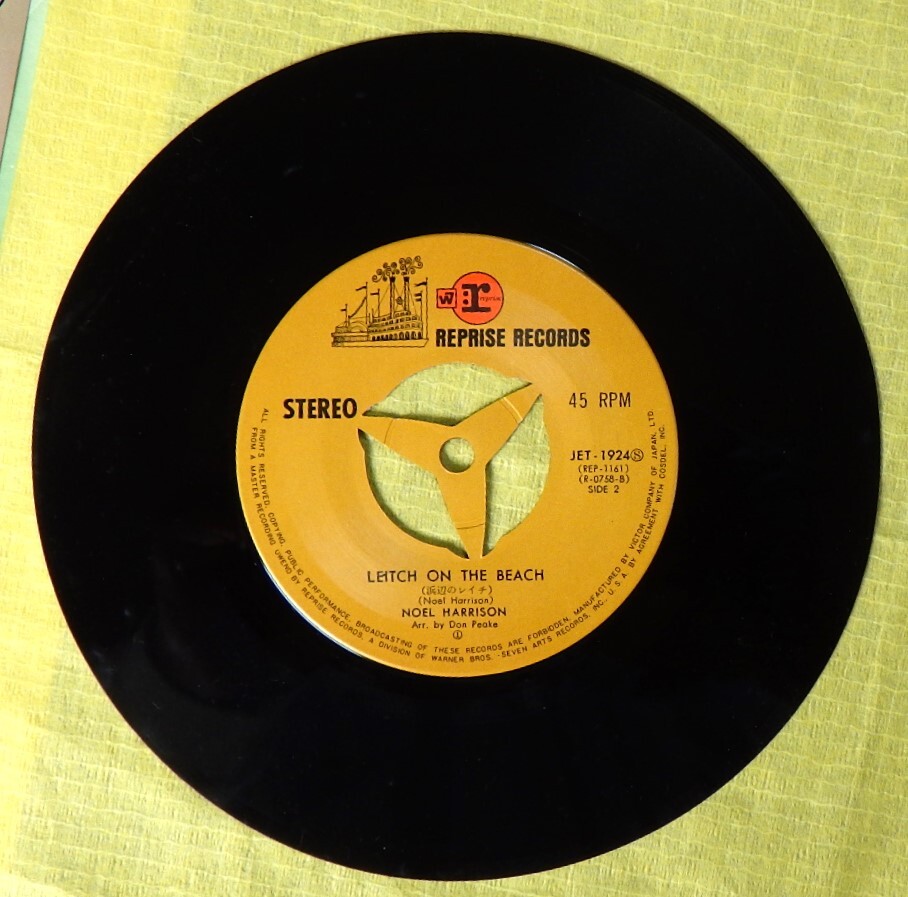 W
r
reprise
REPRISE RECORDS
STEREO
45 RPM
JET-1924Ⓢ
(REP-1161)
(R-0758-B)
SIDE 2
LEITCH ON THE BEACH
(浜辺のレイチ)
(Noel Harrison)
NOEL HARRISON
Arr. by Don Peake
Ⓘ
ALL RIGHTS RESERVED. COPYING, PUBLIC PERFORMANCE, BROADCASTING OF THESE RECORDS ARE FORBIDDEN, MANUFACTURED BY VICTOR COMPANY OF JAPAN, LTD.
FROM A MASTER RECORDING OWEND BY REPRISE RECORDS, A DIVISION OF WARNER BROS.-SEVEN ARTS RECORDS, INC. U.S.A. BY AGREEMENT WITH COSDEL, INC.